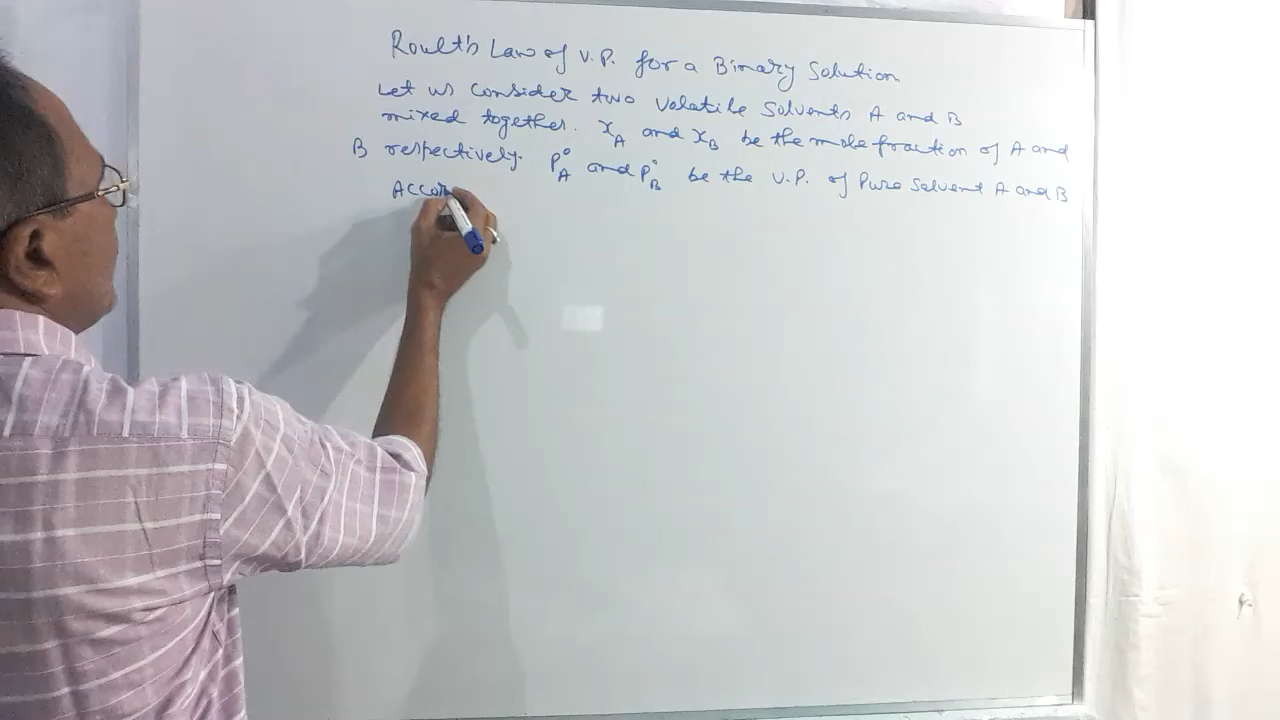 Roult's Law of V.P. for a Binary Solution
Let us consider two volatile solvents A and B
mixed together. xA and xB be the mole fraction of A and
B respectively. P°A and P°B be the V.P. of Pure solvent A and B
Accor